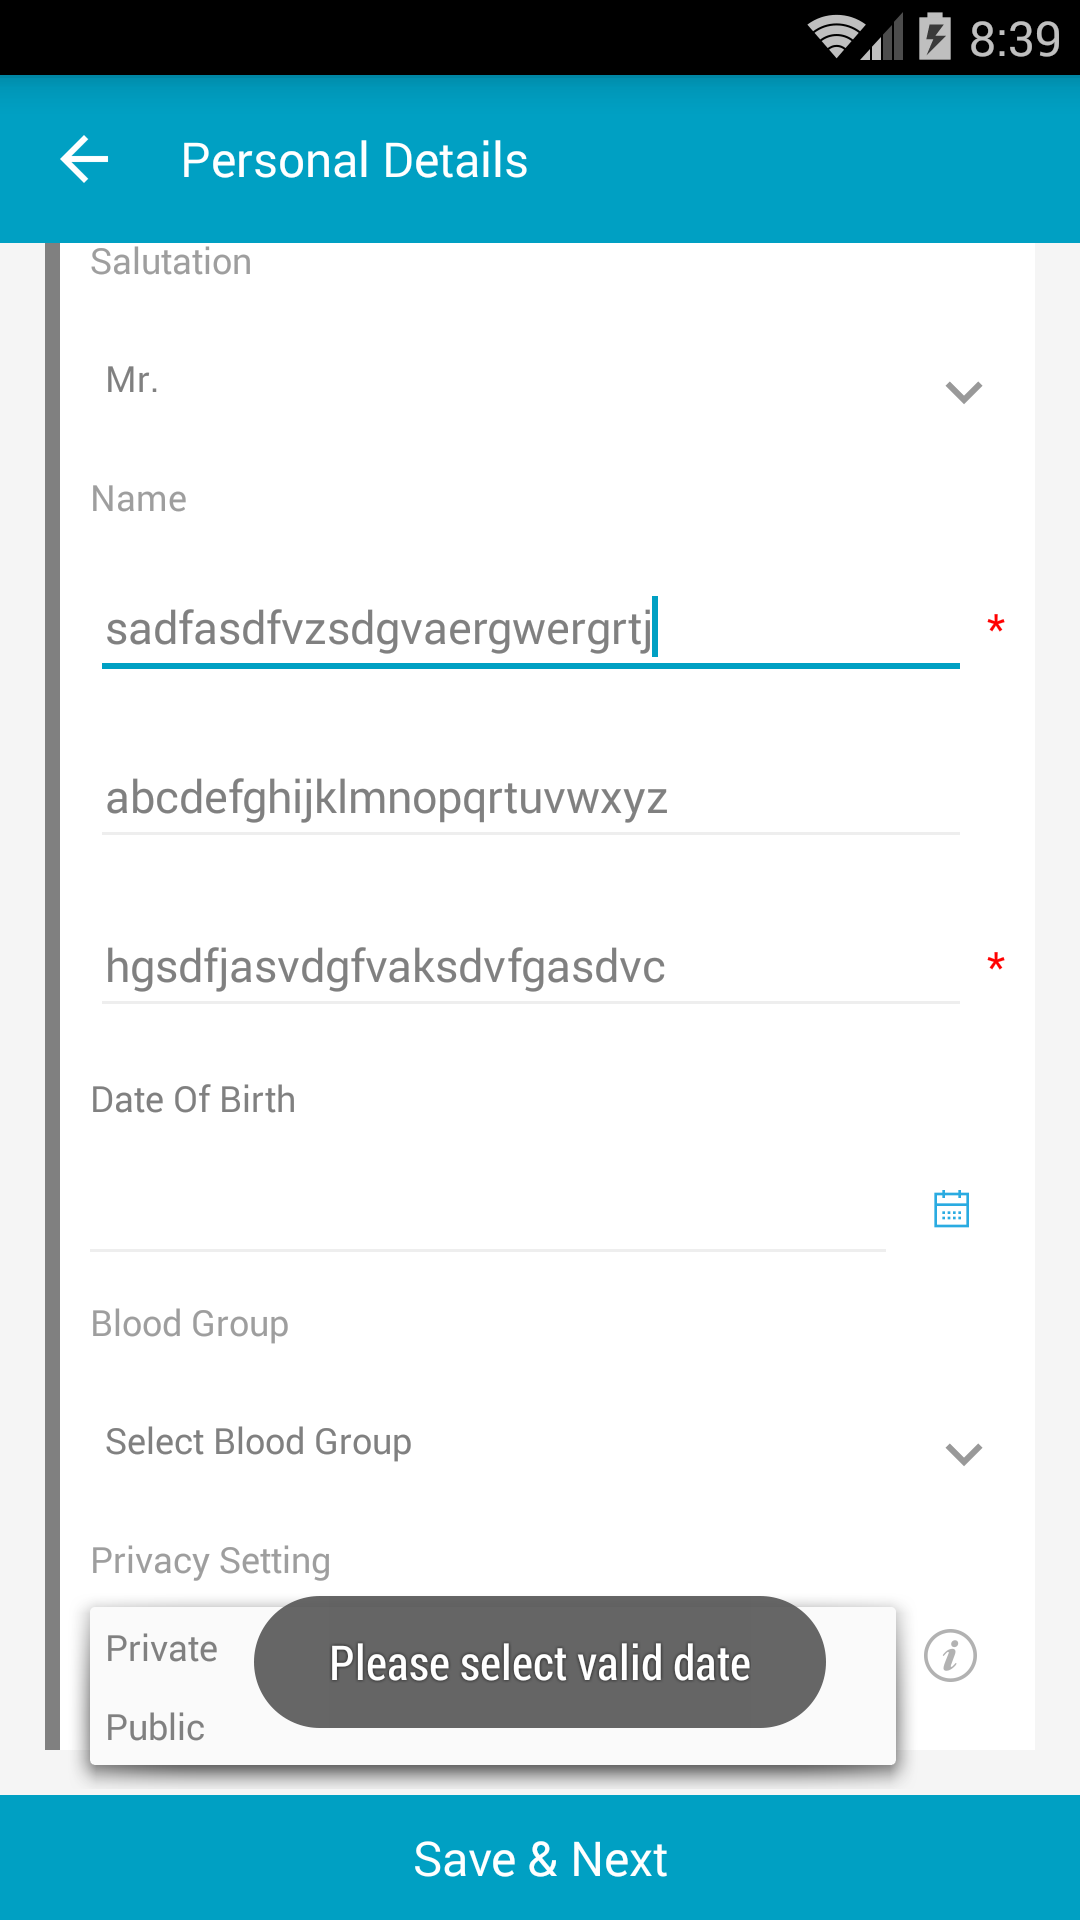 8:39
Personal Details
Salutation
Mr.
Name
sadfasdfvzsdgvaergwergrtj
*
abcdefghijklmnopqrtuvwxyz
hgsdfjasvdgfvaksdvfgasdvc
*
Date Of Birth
Blood Group
Select Blood Group
Privacy Setting
Private
Please select valid date
Public
Save & Next